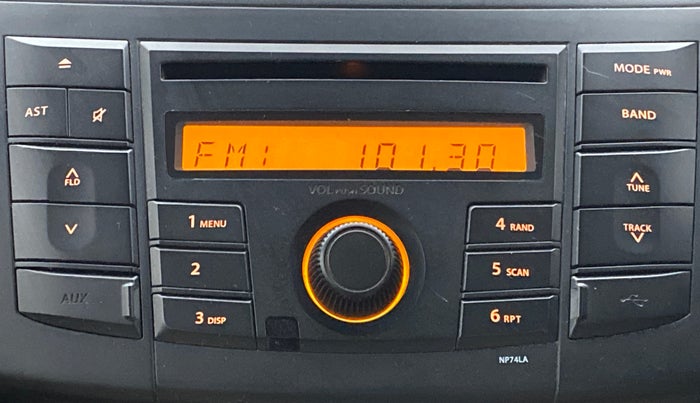 MODE PWR
AST
BAND
FM1 101.30
FLD
TUNE
VOL PUSH SOUND
1 MENU
4 RAND
TRACK
2
5 SCAN
AUX
3 DISP
6 RPT
NP74LA